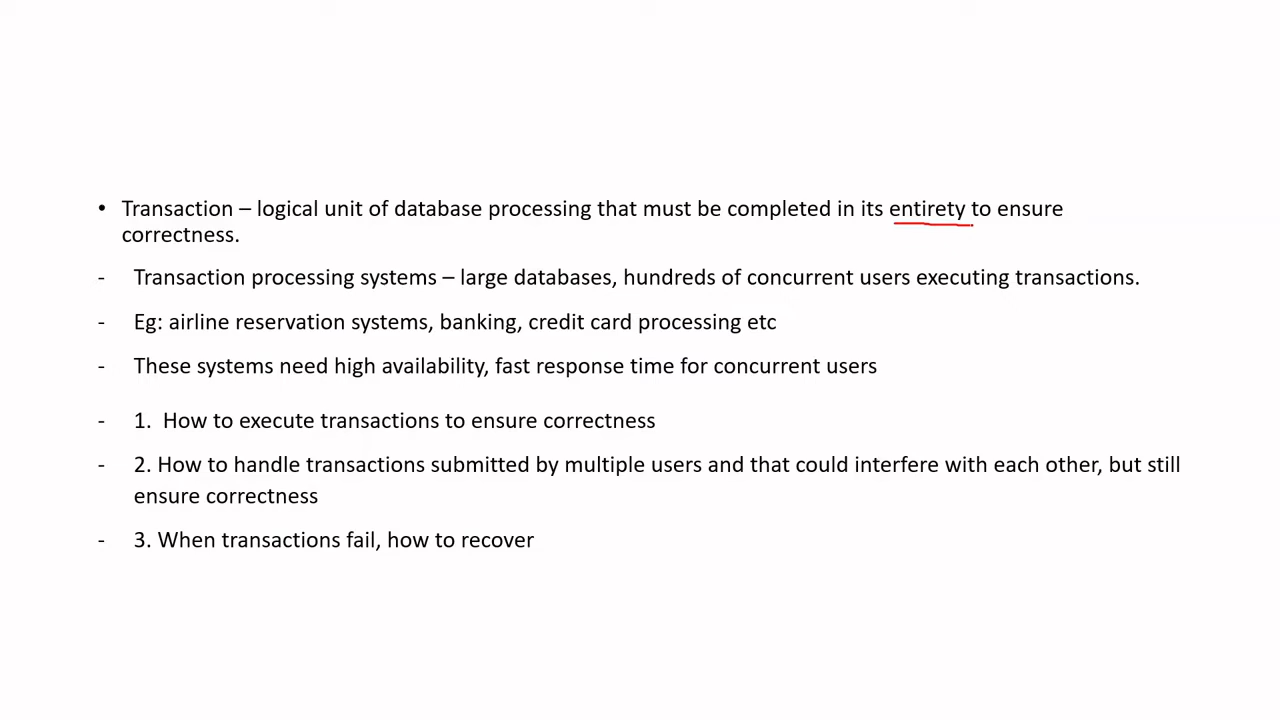 • Transaction – logical unit of database processing that must be completed in its entirety to ensure
correctness.
- Transaction processing systems – large databases, hundreds of concurrent users executing transactions.
- Eg: airline reservation systems, banking, credit card processing etc
- These systems need high availability, fast response time for concurrent users
- 1.  How to execute transactions to ensure correctness
- 2. How to handle transactions submitted by multiple users and that could interfere with each other, but still
ensure correctness
- 3. When transactions fail, how to recover